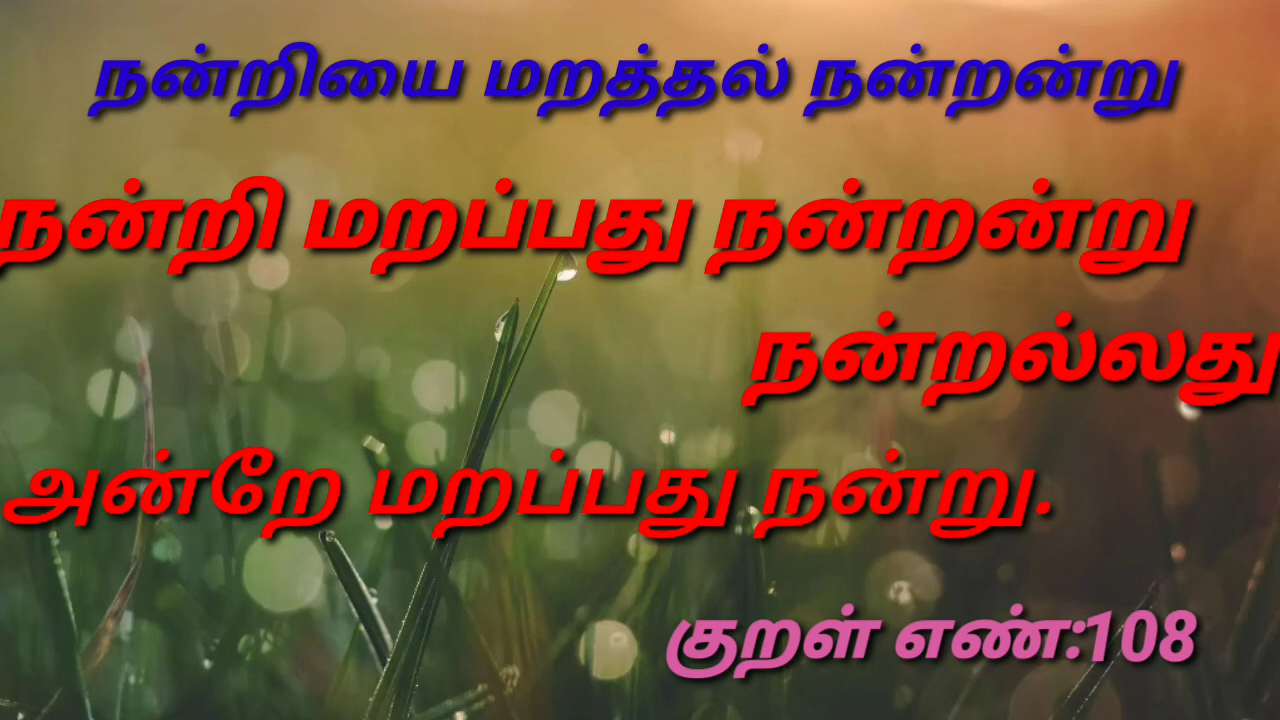 நன்றியை மறத்தல் நன்றன்று
நன்றி மறப்பது நன்றன்று
நன்றல்லது
அன்றே மறப்பது நன்று.
குறள் எண்:108